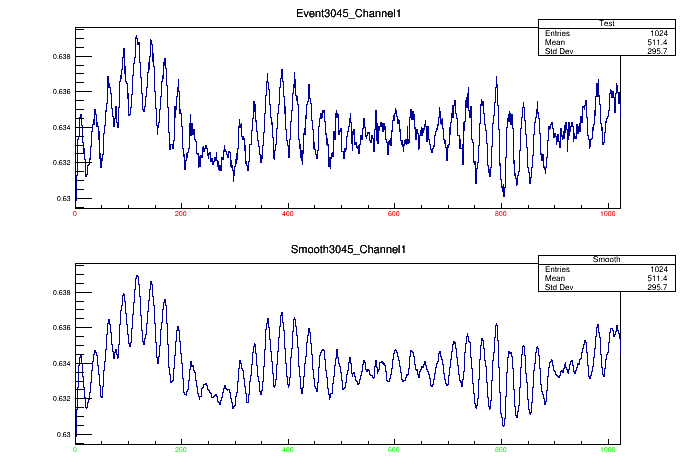 Event3045_Channel1
Test
Entries 1024
Mean 511.4
Std Dev 295.7
0.638
0.636
0.634
0.632
0.63
0 200 400 600 800 1000
Smooth3045_Channel1
Smooth
Entries 1024
Mean 511.4
Std Dev 295.7
0.638
0.636
0.634
0.632
0.63
0 200 400 600 800 1000